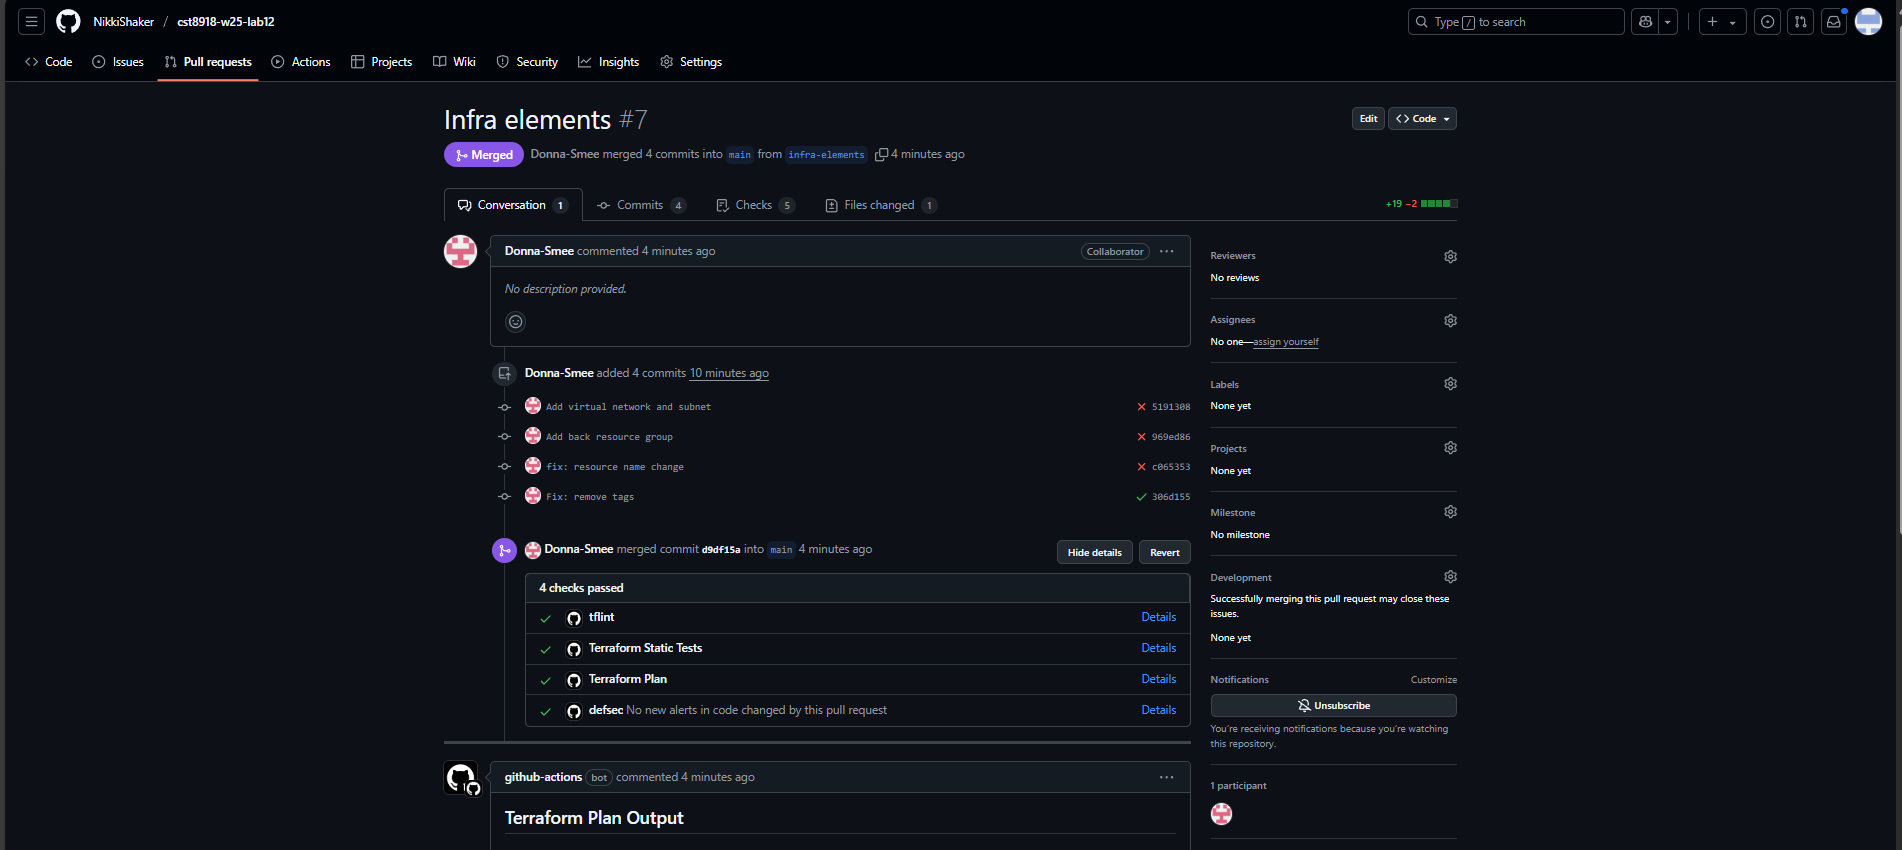 NikkiShaker / cst8918-w25-lab12
Type / to search
Code Issues Pull requests Actions Projects Wiki Security Insights Settings
Infra elements #7
Edit
Code
Merged Donna-Smee merged 4 commits into main from infra-elements 4 minutes ago
Conversation 1 Commits 4 Checks 5 Files changed 1
+19 −2
Donna-Smee commented 4 minutes ago
Collaborator
No description provided.
Donna-Smee added 4 commits 10 minutes ago
Add virtual network and subnet 5191308
Add back resource group 969ed86
fix: resource name change c065353
Fix: remove tags 306d155
Donna-Smee merged commit d9df15a into main 4 minutes ago
Hide details
Revert
4 checks passed
tflint Details
Terraform Static Tests Details
Terraform Plan Details
defsec No new alerts in code changed by this pull request Details
github-actions bot commented 4 minutes ago
Terraform Plan Output
Reviewers
No reviews
Assignees
No one—assign yourself
Labels
None yet
Projects
None yet
Milestone
No milestone
Development
Successfully merging this pull request may close these
issues.
None yet
Notifications Customize
Unsubscribe
You're receiving notifications because you're watching
this repository.
1 participant